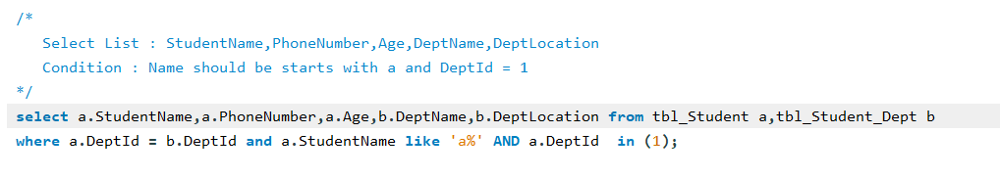 /*
Select List : StudentName,PhoneNumber,Age,DeptName,DeptLocation
Condition : Name should be starts with a and DeptId = 1
*/
select a.StudentName,a.PhoneNumber,a.Age,b.DeptName,b.DeptLocation from tbl_Student a,tbl_Student_Dept b
where a.DeptId = b.DeptId and a.StudentName like 'a%' AND a.DeptId  in (1);